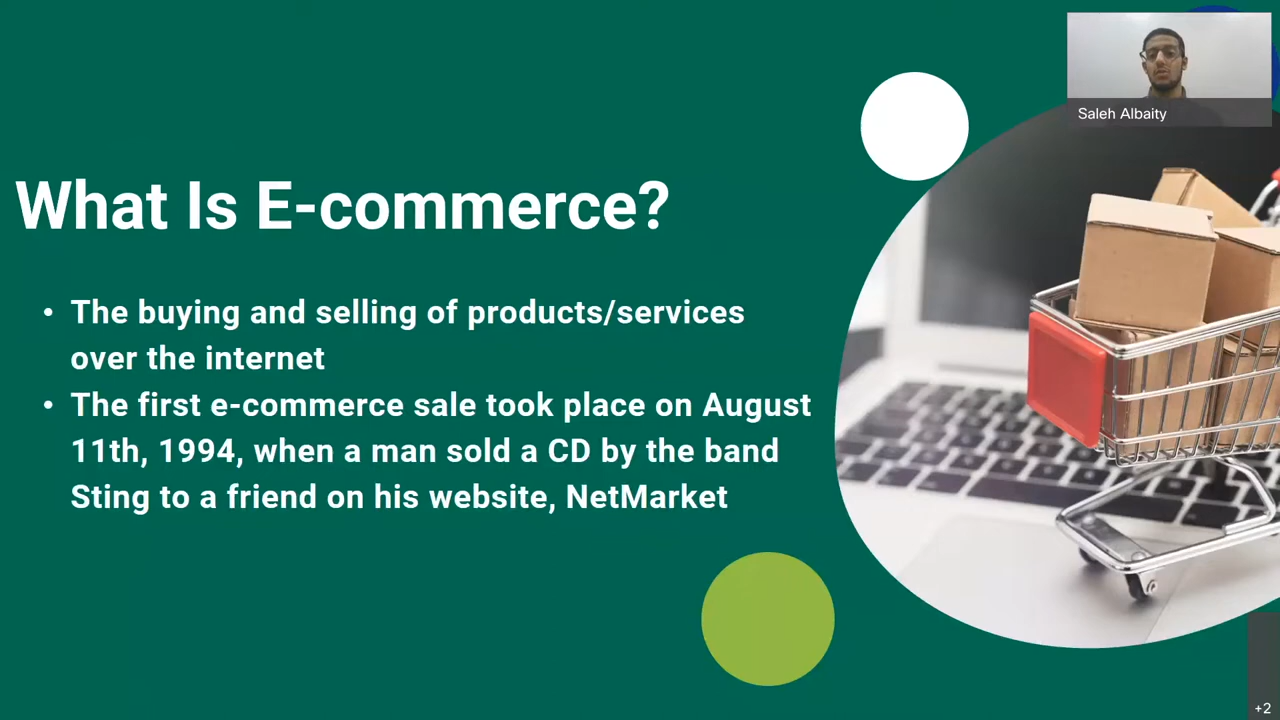 Saleh Albaity
What Is E-commerce?
• The buying and selling of products/services
over the internet
• The first e-commerce sale took place on August
11th, 1994, when a man sold a CD by the band
Sting to a friend on his website, NetMarket
+2